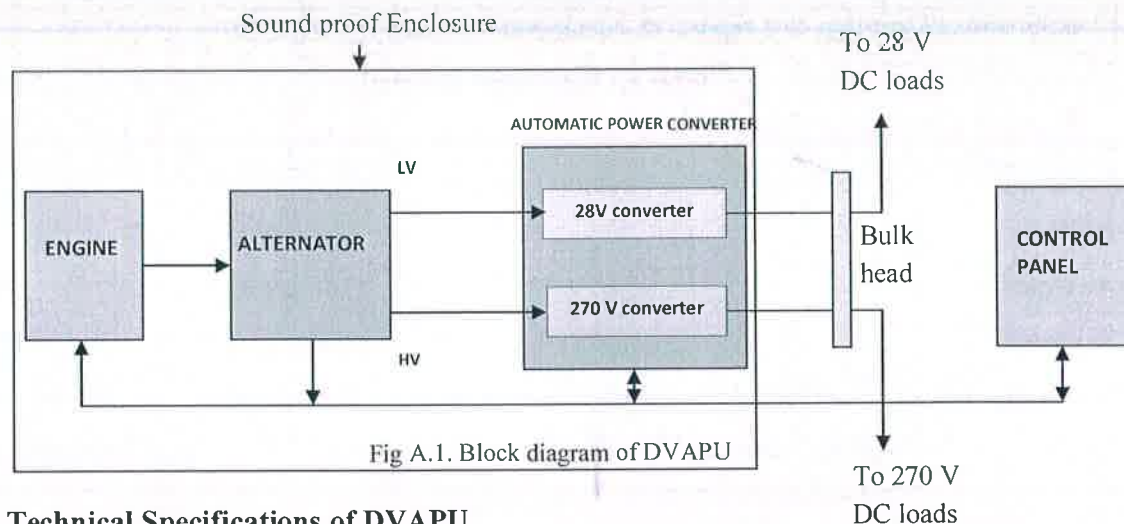 Sound proof Enclosure
To 28 V
DC loads
AUTOMATIC POWER CONVERTER
LV
28V converter
ENGINE
ALTERNATOR
Bulk
head
CONTROL
PANEL
270 V converter
HV
Fig A.1. Block diagram of DVAPU
To 270 V
DC loads
Technical Specifications of DVAPU